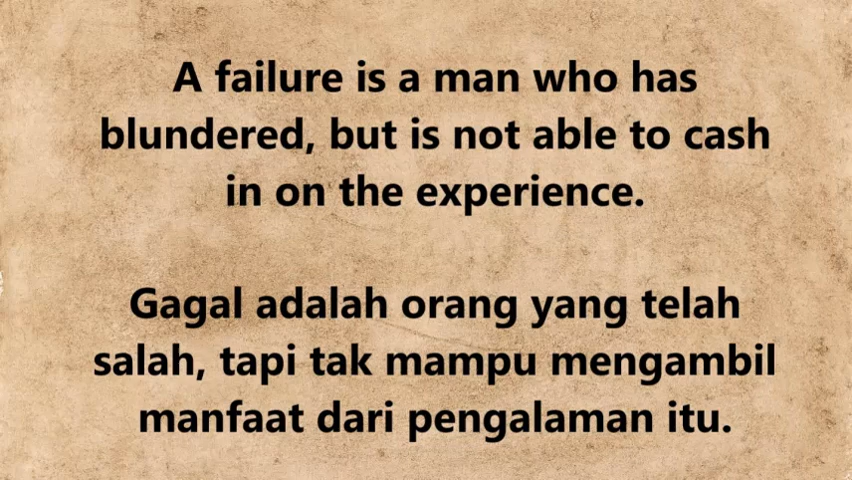 A failure is a man who has
blundered, but is not able to cash
in on the experience.
Gagal adalah orang yang telah
salah, tapi tak mampu mengambil
manfaat dari pengalaman itu.